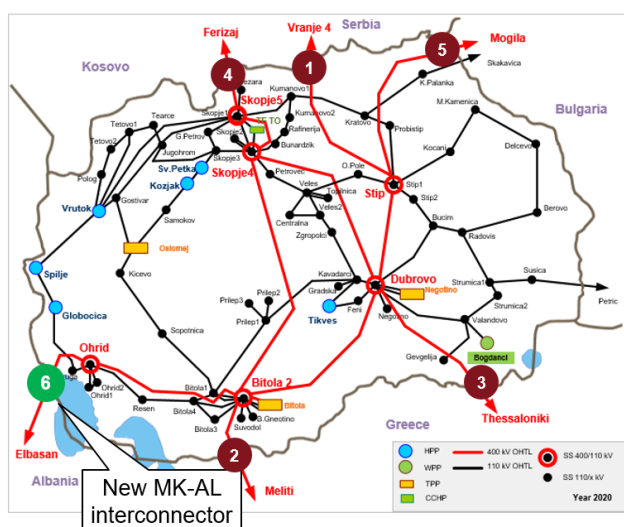 Serbia
Ferizaj
Vranje 4
5
Mogila
Kosovo
4
1
Skakavica
Skopje5
K.Palanka
Kumanovo1
Bulgaria
Skopje1
TE TO
Kumanovo2
Kratovo
M.Kamenica
Tearce
Tetovo1
G.Petrov
Skopje2
Rafinerija
Probistip
Tetovo2
Jugohrom
Skopje3
Bunardzik
Kocani
Delcevo
Sv.Petka
Skopje4
Petrovec
O.Pole
Polog
Kozjak
Stip
Stip1
Vrutok
Gostivar
Veles
Topilnica
Stip2
Samokov
Veles2
Berovo
Centralna
Bucim
Oslomej
Zgropolci
Radovis
Spilje
Kicevo
Kavadarci
Dubrovo
Susica
Prilep2
Gradska
Negotino
Strumica1
Globocica
Prilep3
Petric
Sopotnica
Prilep1
Tikves
Feni
Negotino
Strumica2
Valandovo
Ohrid
Gevgelija
Bogdanci
6
Bitola1
Bitola 2
3
Ohrid2
Ohrid1
Resen
Bitola4
Bitola
Thessaloniki
Elbasan
Bitola3
Suvodol
B.Gneotino
Greece
Albania
2
Meliti
New MK-AL
interconnector
HPP
400 kV OHTL
SS 400/110 kV
WPP
110 kV OHTL
TPP
SS 110/x kV
CCHP
Year 2020